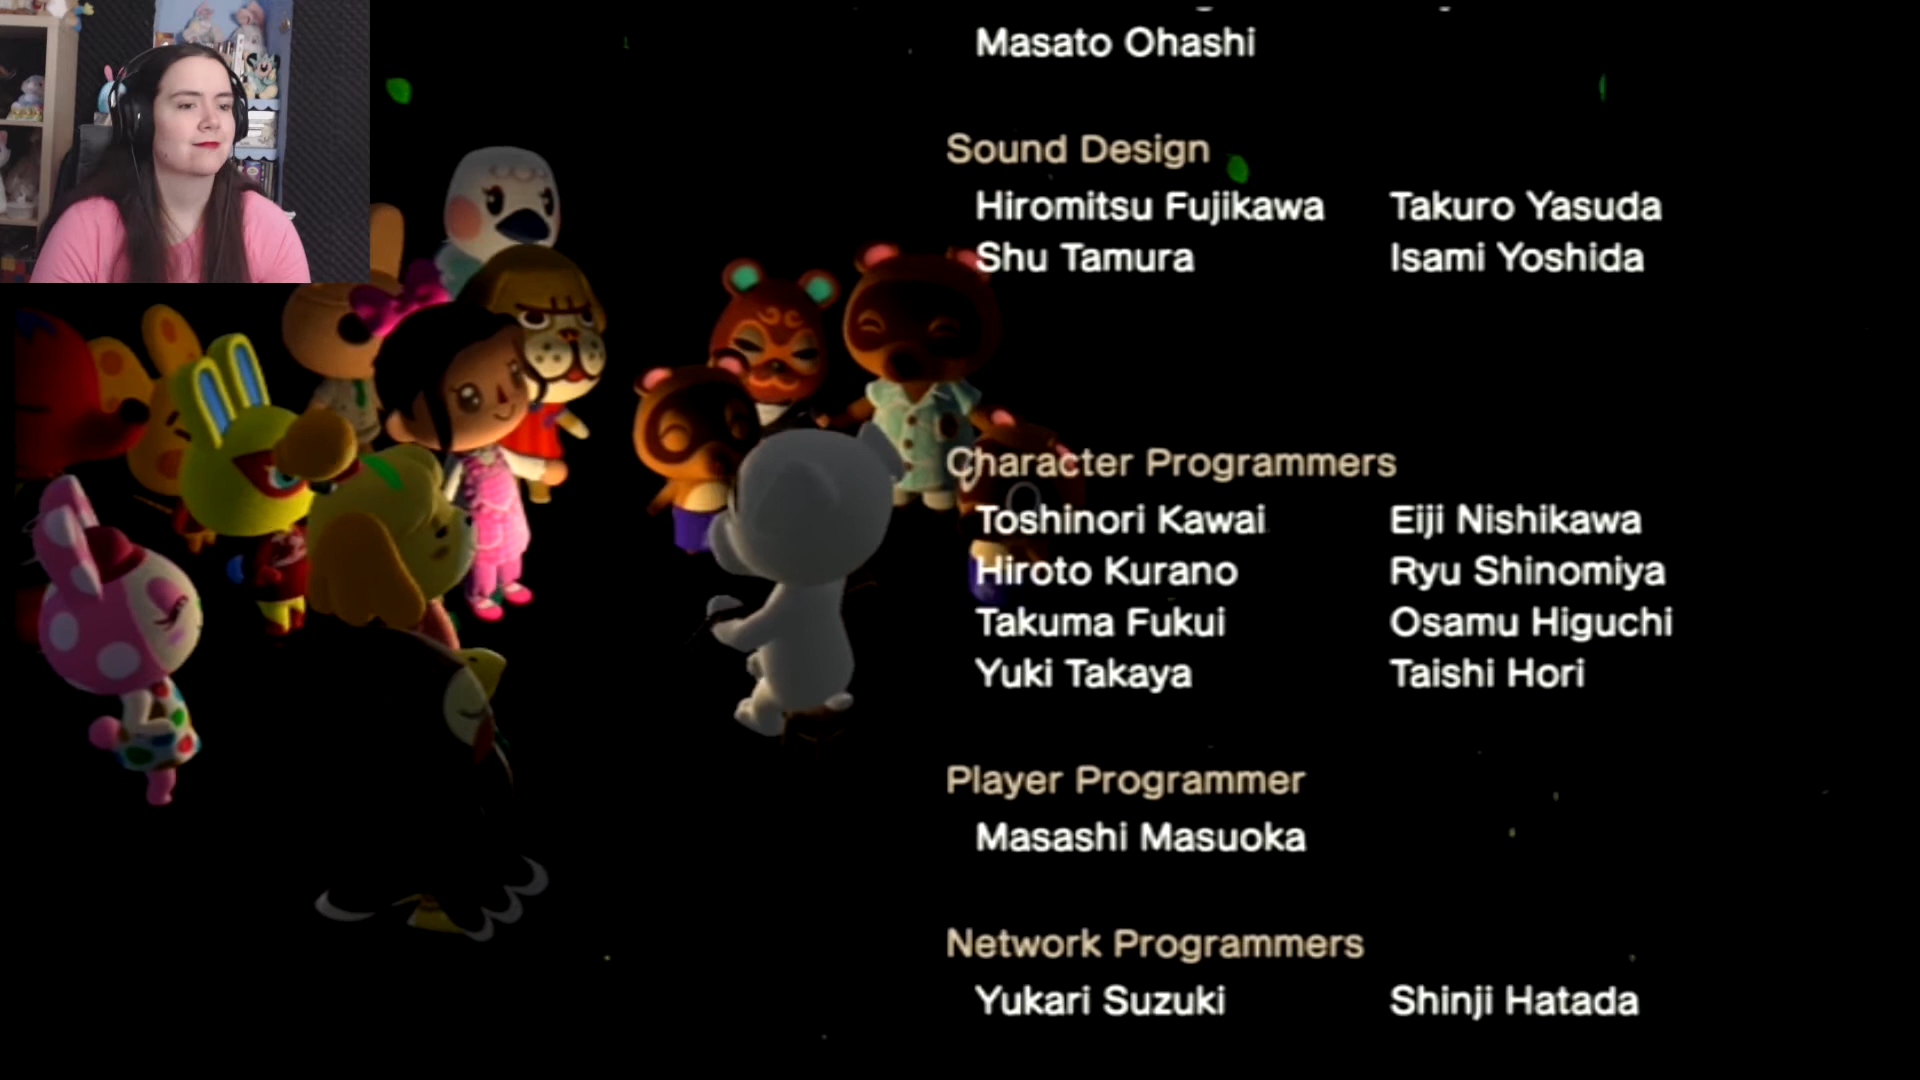 Masato Ohashi
Sound Design
Hiromitsu Fujikawa Takuro Yasuda
Shu Tamura Isami Yoshida
Character Programmers
Toshinori Kawai Eiji Nishikawa
Hiroto Kurano Ryu Shinomiya
Takuma Fukui Osamu Higuchi
Yuki Takaya Taishi Hori
Player Programmer
Masashi Masuoka
Network Programmers
Yukari Suzuki Shinji Hatada